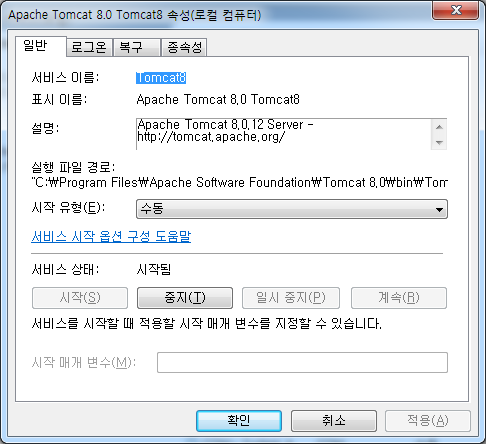 Apache Tomcat 8.0 Tomcat8 속성(로컬 컴퓨터)
일반 로그온 복구 종속성
서비스 이름: Tomcat8
표시 이름: Apache Tomcat 8.0 Tomcat8
설명: Apache Tomcat 8.0.12 Server -
http://tomcat.apache.org/
실행 파일 경로:
"C:\Program Files\Apache Software Foundation\Tomcat 8.0\bin\Tom
시작 유형(E): 수동
서비스 시작 옵션 구성 도움말
서비스 상태: 시작됨
시작(S) 중지(T) 일시 중지(P) 계속(R)
서비스를 시작할 때 적용할 시작 매개 변수를 지정할 수 있습니다.
시작 매개 변수(M):
확인 취소 적용(A)